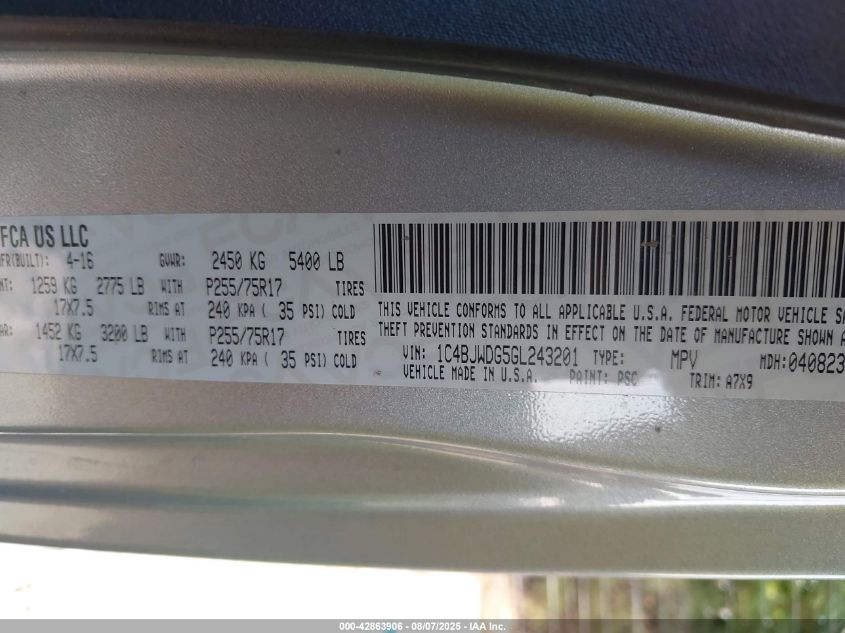 FCA US LLC
FR(BUILT): 4-16 GVWR: 2450 KG 5400 LB
NT: 1259 KG 2775 LB WITH P255/75R17 TIRES
17X7.5 RIMS AT 240 KPA ( 35 PSI) COLD
AR: 1452 KG 3200 LB WITH P255/75R17 TIRES
17X7.5 RIMS AT 240 KPA ( 35 PSI) COLD
THIS VEHICLE CONFORMS TO ALL APPLICABLE U.S.A. FEDERAL MOTOR VEHICLE SA
THEFT PREVENTION STANDARDS IN EFFECT ON THE DATE OF MANUFACTURE SHOWN A
VIN: 1C4BJWDG5GL243201 TYPE: MPV MDH:040823
VEHICLE MADE IN U.S.A. PAINT: PSC TRIM: A7X9
000-42863906 - 08/07/2025 - IAA Inc.